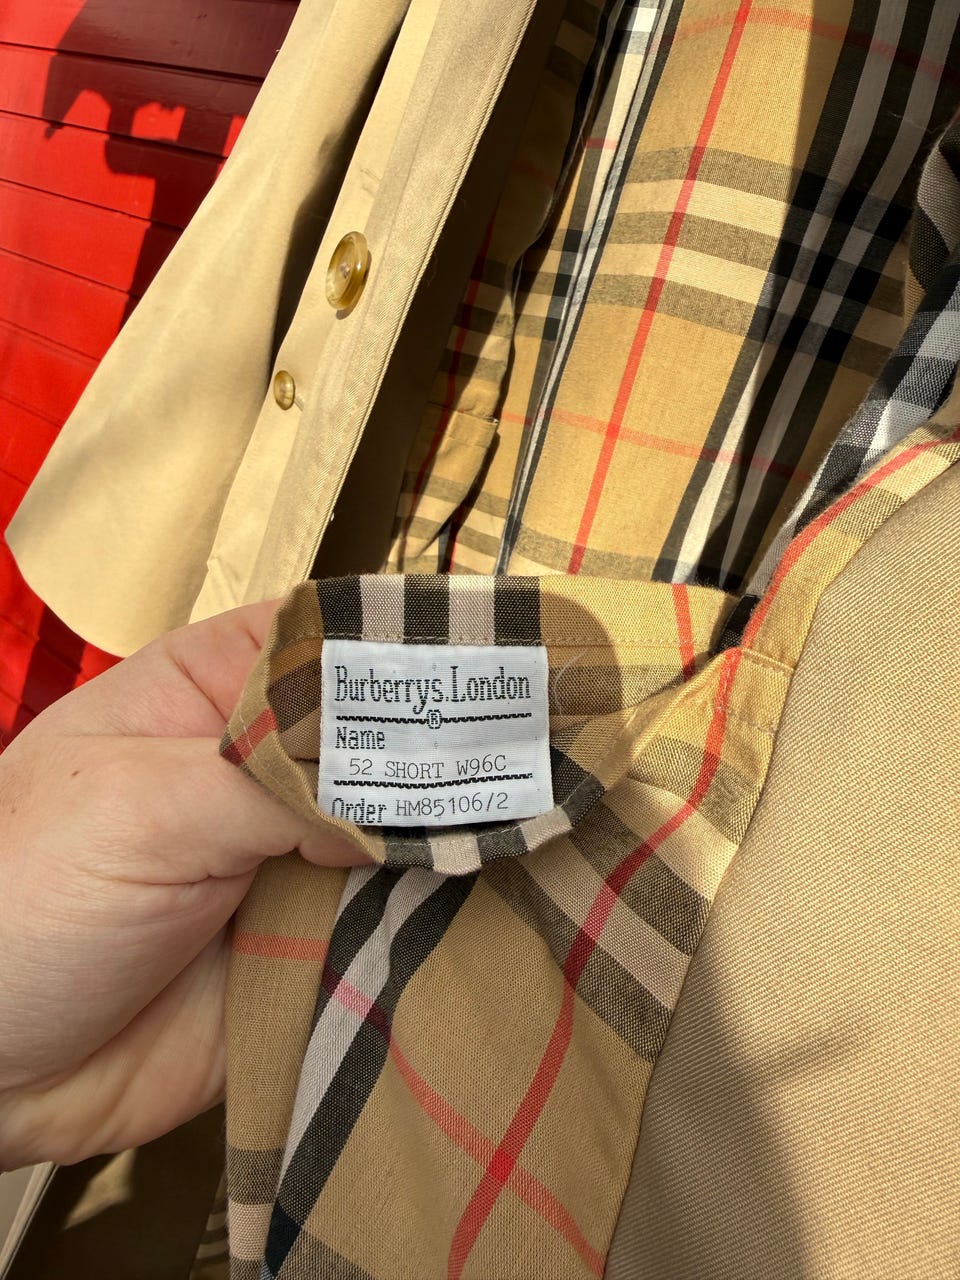 Burberrys.London
®
Name
52 SHORT W96C
Order HM85106/2